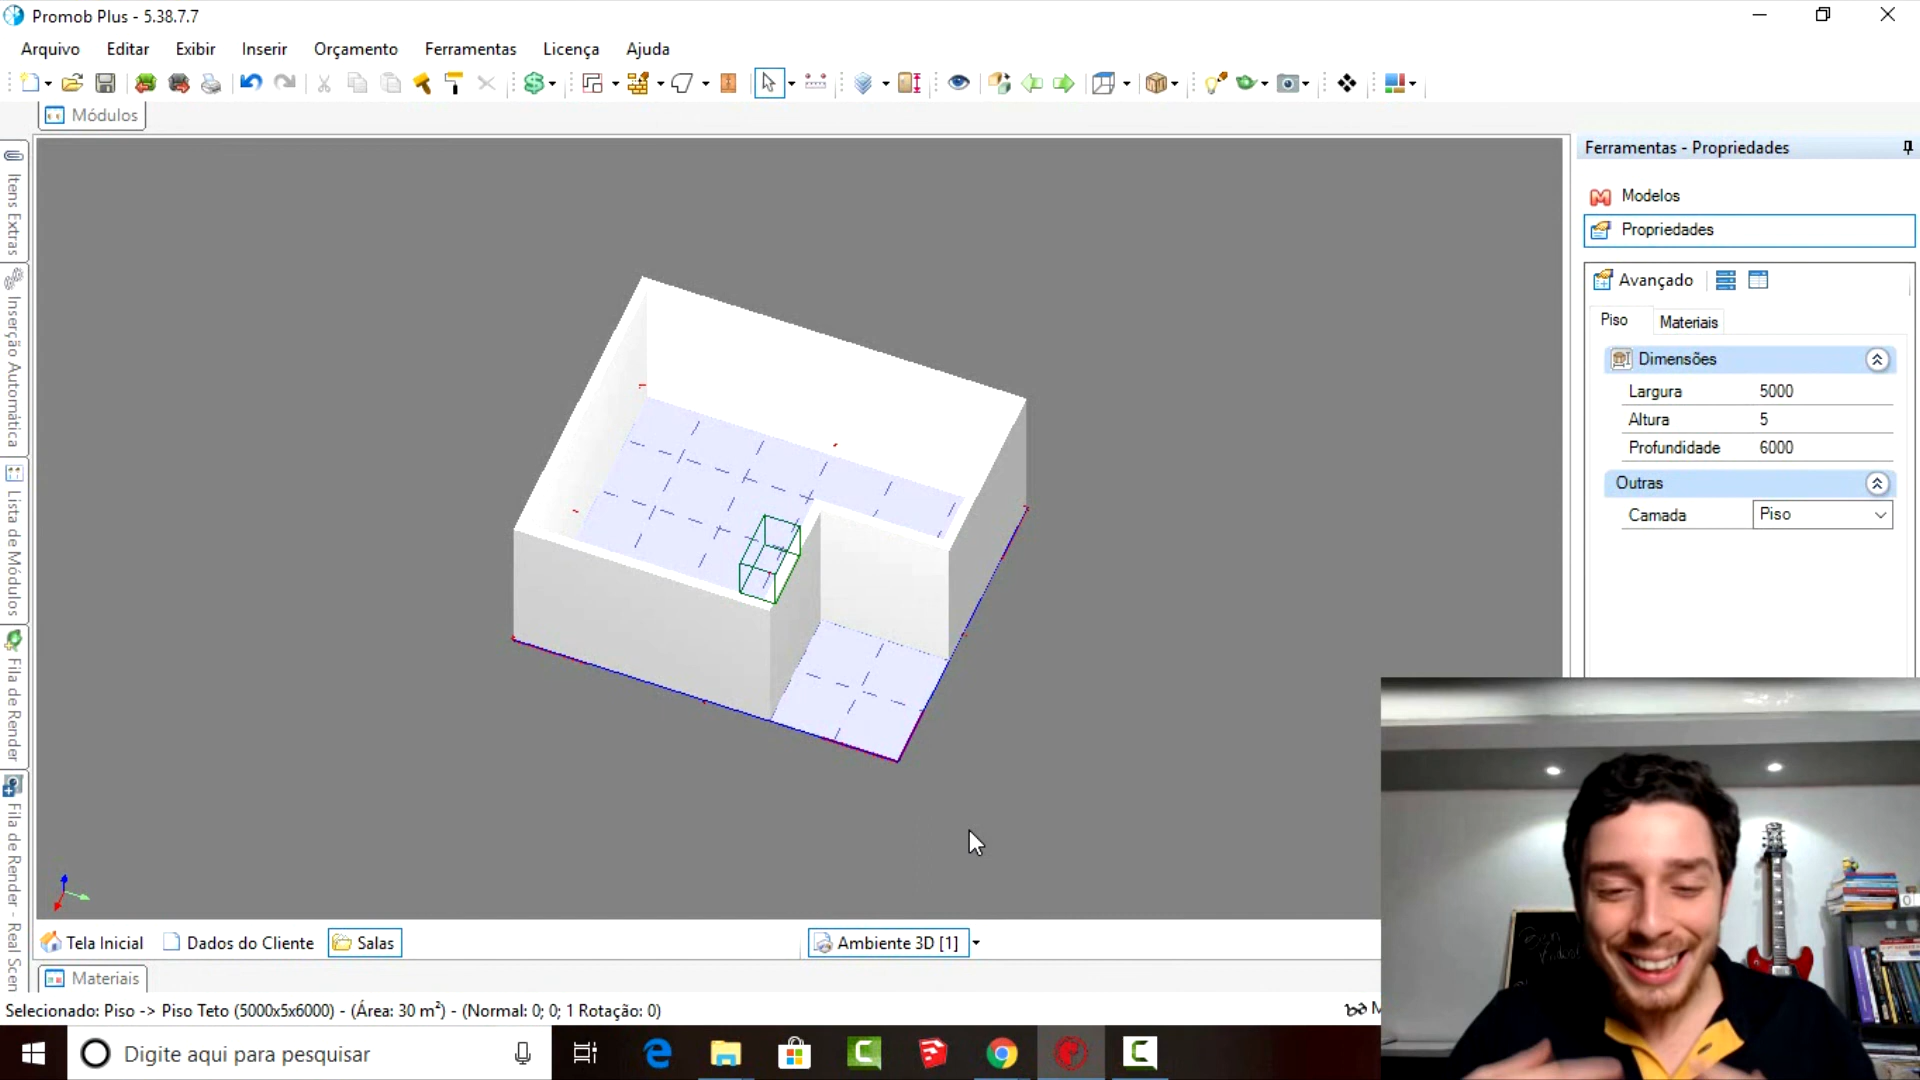 Promob Plus - 5.38.7.7
Arquivo Editar Exibir Inserir Orçamento Ferramentas Licença Ajuda
Módulos
Itens Extras
Inserção Automática
Lista de Módulos
Fila de Render
Fila de Render - Real Scen
Ferramentas - Propriedades
Modelos
Propriedades
Avançado
Piso Materiais
Dimensões
Largura 5000
Altura 5
Profundidade 6000
Outras
Camada Piso
Tela Inicial Dados do Cliente Salas Ambiente 3D [1]
Materiais
Selecionado: Piso -> Piso Teto (5000x5x6000) - (Área: 30 m²) - (Normal: 0; 0; 1 Rotação: 0)
Digite aqui para pesquisar